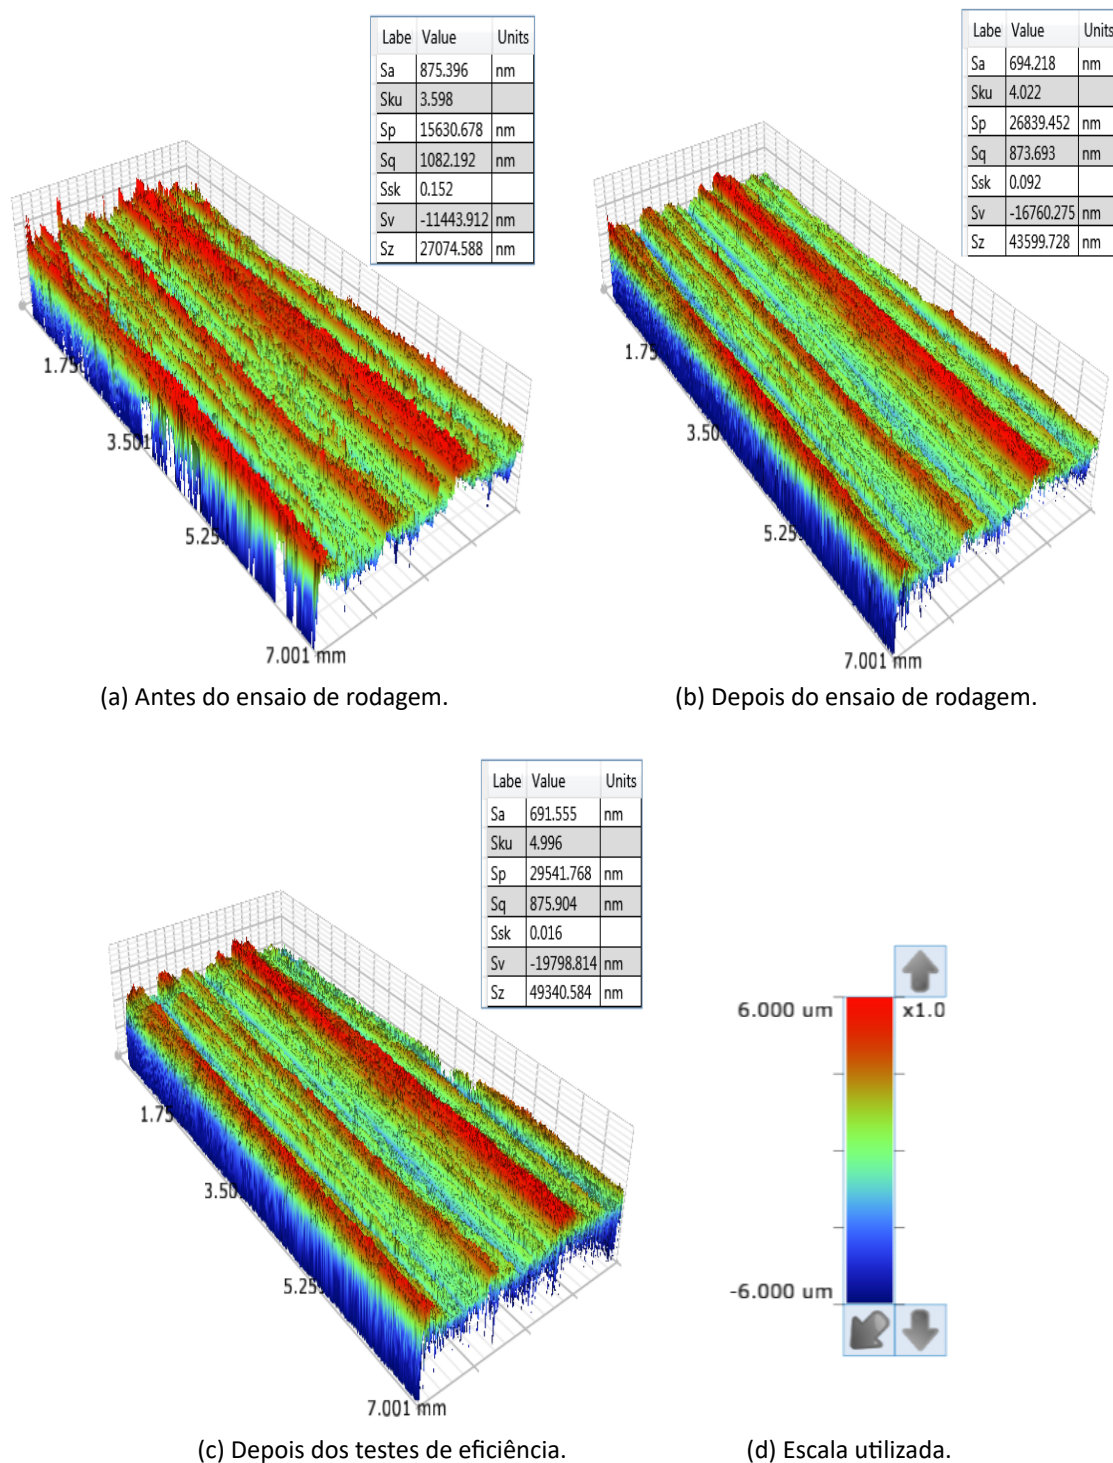 Labe Value Units
Sa 875.396 nm
Sku 3.598
Sp 15630.678 nm
Sq 1082.192 nm
Ssk 0.152
Sv -11443.912 nm
Sz 27074.588 nm
1.75
3.501
5.25
7.001 mm
(a) Antes do ensaio de rodagem.
Labe Value Units
Sa 694.218 nm
Sku 4.022
Sp 26839.452 nm
Sq 873.693 nm
Ssk 0.092
Sv -16760.275 nm
Sz 43599.728 nm
1.75
3.50
5.25
7.001 mm
(b) Depois do ensaio de rodagem.
Labe Value Units
Sa 691.555 nm
Sku 4.996
Sp 29541.768 nm
Sq 875.904 nm
Ssk 0.016
Sv -19798.814 nm
Sz 49340.584 nm
1.75
3.50
5.25
7.001 mm
(c) Depois dos testes de eficiência.
6.000 um x1.0
-6.000 um
(d) Escala utilizada.